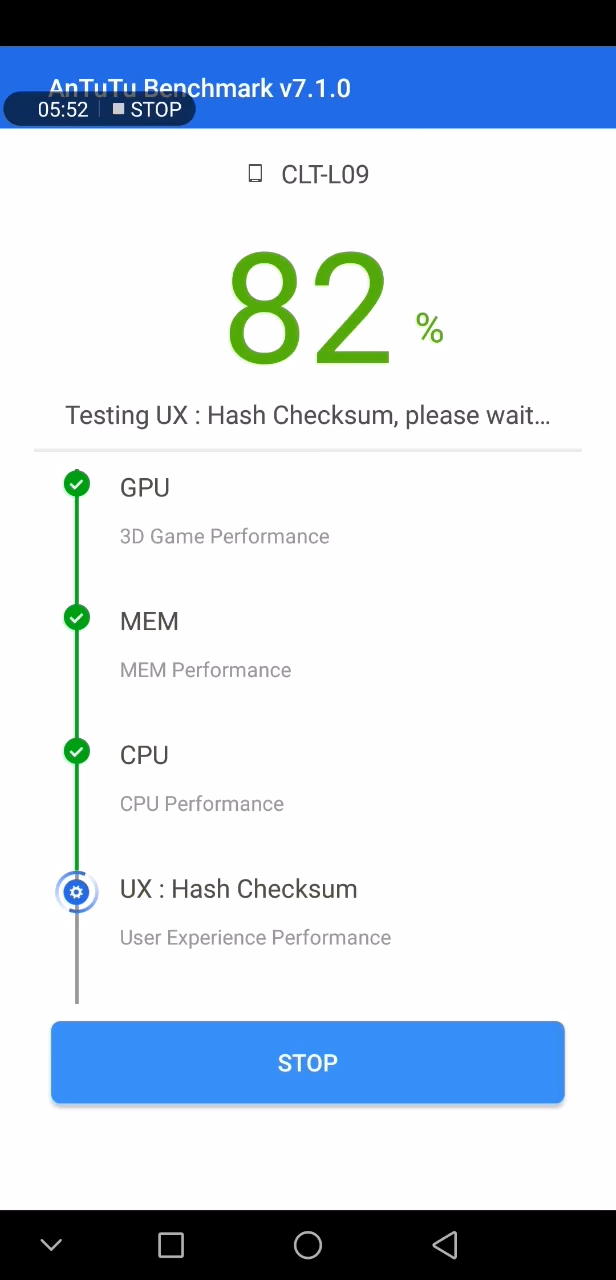 AnTuTu Benchmark v7.1.0
05:52 STOP
CLT-L09
82 %
Testing UX : Hash Checksum, please wait...
GPU
3D Game Performance
MEM
MEM Performance
CPU
CPU Performance
UX : Hash Checksum
User Experience Performance
STOP